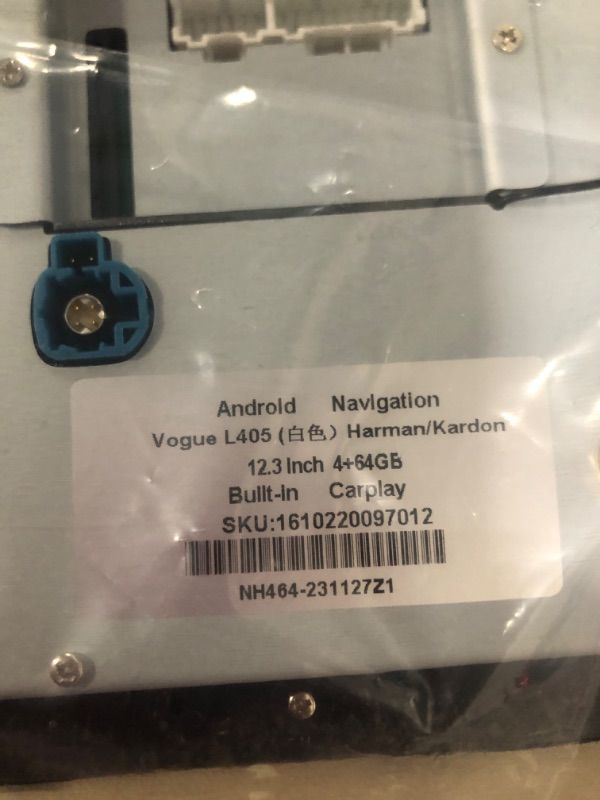 Android Navigation
Vogue L405 (白色）Harman/Kardon
12.3 Inch 4+64GB
Built-in Carplay
SKU:1610220097012
NH464-231127Z1